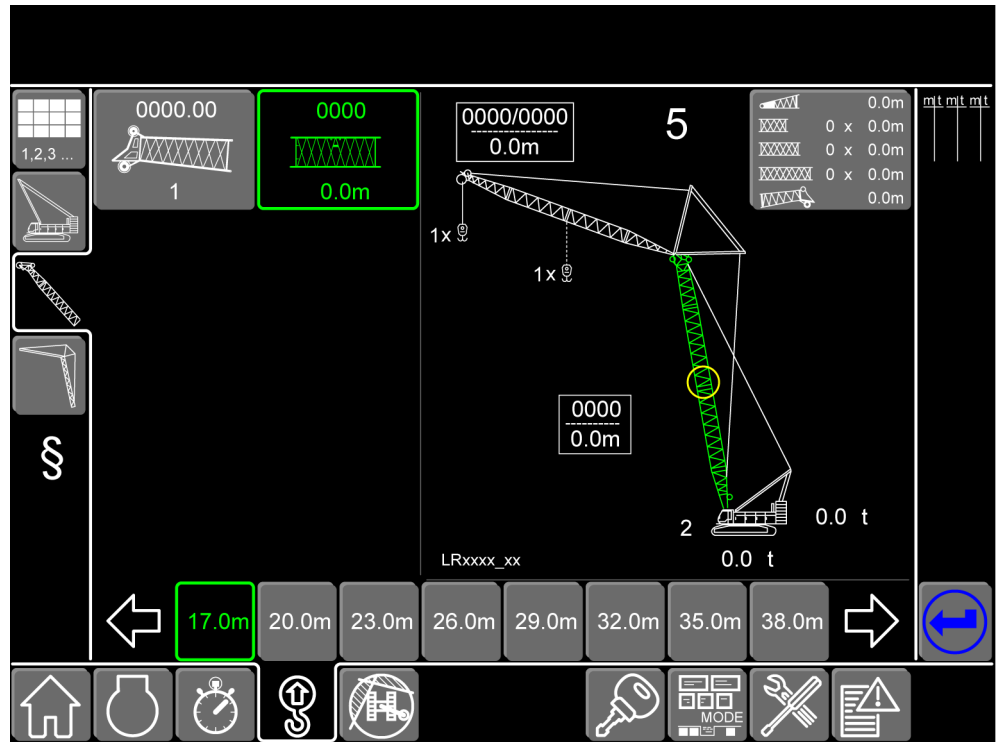 1,2,3 ...
0000.00
1
0000
0.0m
0000/0000
0.0m
5
0.0m
0 x 0.0m
0 x 0.0m
0 x 0.0m
0.0m
m t m t m t
1x
1x
0000
0.0m
§
2
0.0 t
0.0 t
LRxxxx_xx
17.0m 20.0m 23.0m 26.0m 29.0m 32.0m 35.0m 38.0m
MODE